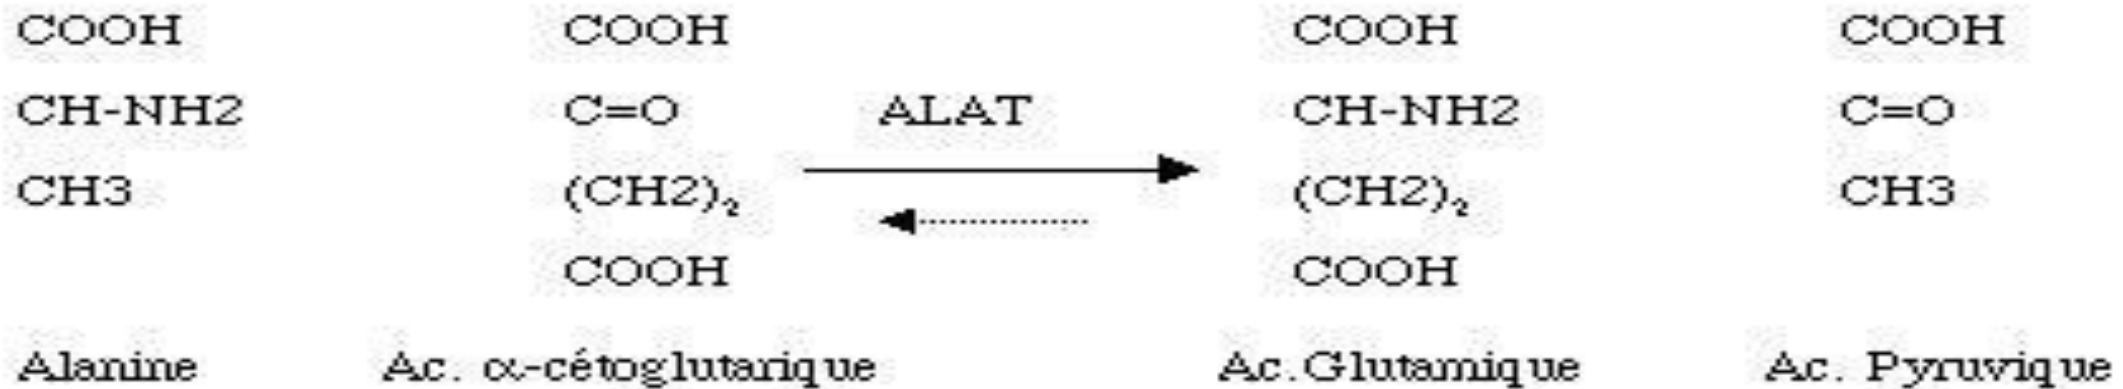 COOH COOH COOH COOH
CH-NH2 C=O ALAT CH-NH2 C=O
CH3 (CH2)₂ (CH2)₂ CH3
COOH COOH
Alanine Ac. α-cétoglutarique Ac.Glutamique Ac. Pyruvique